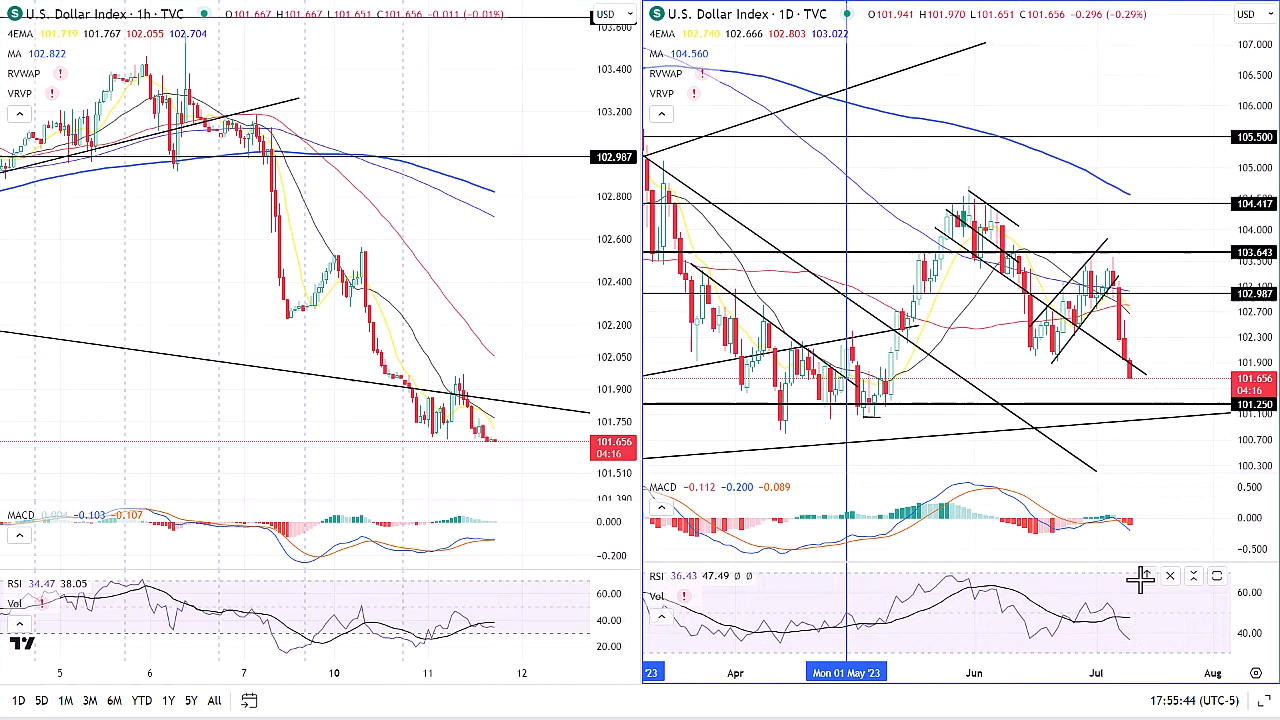 U.S. Dollar Index · 1h · TVC O101.667 H101.667 L101.651 C101.656 −0.011 (−0.01%)
USD
4EMA 101.719 101.767 102.055 102.704
MA 102.822
RVWAP !
VRVP !
103.600
103.400
103.200
102.987
102.800
102.600
102.400
102.200
102.050
101.900
101.750
101.656
04:16
101.510
101.390
MACD 0.004 −0.103 −0.107
0.000
−0.200
RSI 34.47 38.05
Vol !
60.00
40.00
20.00
5 6 7 10 11 12
U.S. Dollar Index · 1D · TVC O101.941 H101.970 L101.651 C101.656 −0.296 (−0.29%)
USD
4EMA 102.740 102.666 102.803 103.022
MA 104.560
RVWAP !
VRVP !
107.000
106.500
106.000
105.500
105.000
104.417
104.000
103.643
103.500
102.987
102.700
102.300
101.900
101.656
04:16
101.250
101.100
100.700
100.300
MACD −0.112 −0.200 −0.089
0.500
0.000
−0.500
RSI 36.43 47.49 Ø Ø
Vol !
60.00
40.00
'23 Apr Mon 01 May '23 Jun Jul Aug
1D 5D 1M 3M 6M YTD 1Y 5Y All
17:55:44 (UTC-5)